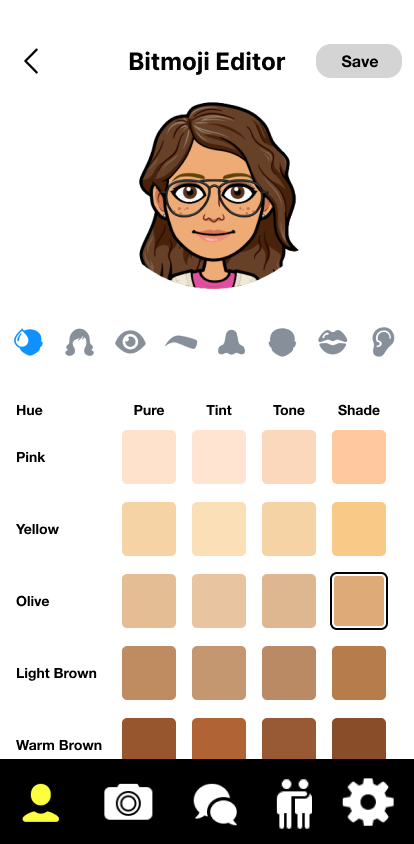 Bitmoji Editor
Save
Hue Pure Tint Tone Shade
Pink
Yellow
Olive
Light Brown
Warm Brown